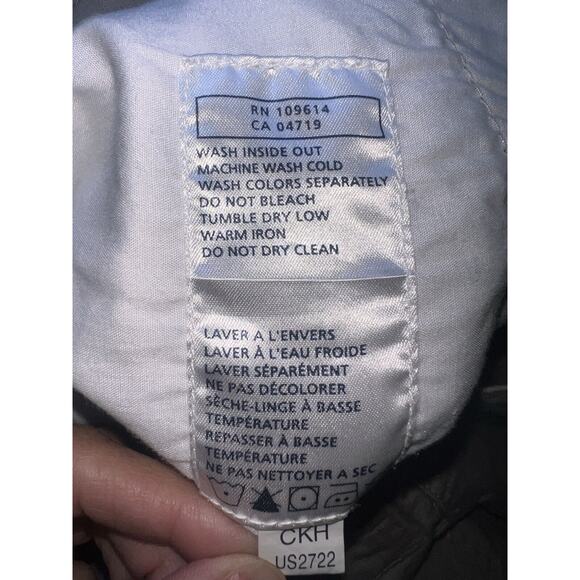 RN 109614
CA 04719
WASH INSIDE OUT
MACHINE WASH COLD
WASH COLORS SEPARATELY
DO NOT BLEACH
TUMBLE DRY LOW
WARM IRON
DO NOT DRY CLEAN
LAVER A L'ENVERS
LAVER À L'EAU FROIDE
LAVER SÉPARÉMENT
NE PAS DÉCOLORER
SÈCHE-LINGE À BASSE
TEMPÉRATURE
REPASSER À BASSE
TEMPÉRATURE
NE PAS NETTOYER A SEC
CKH
US2722